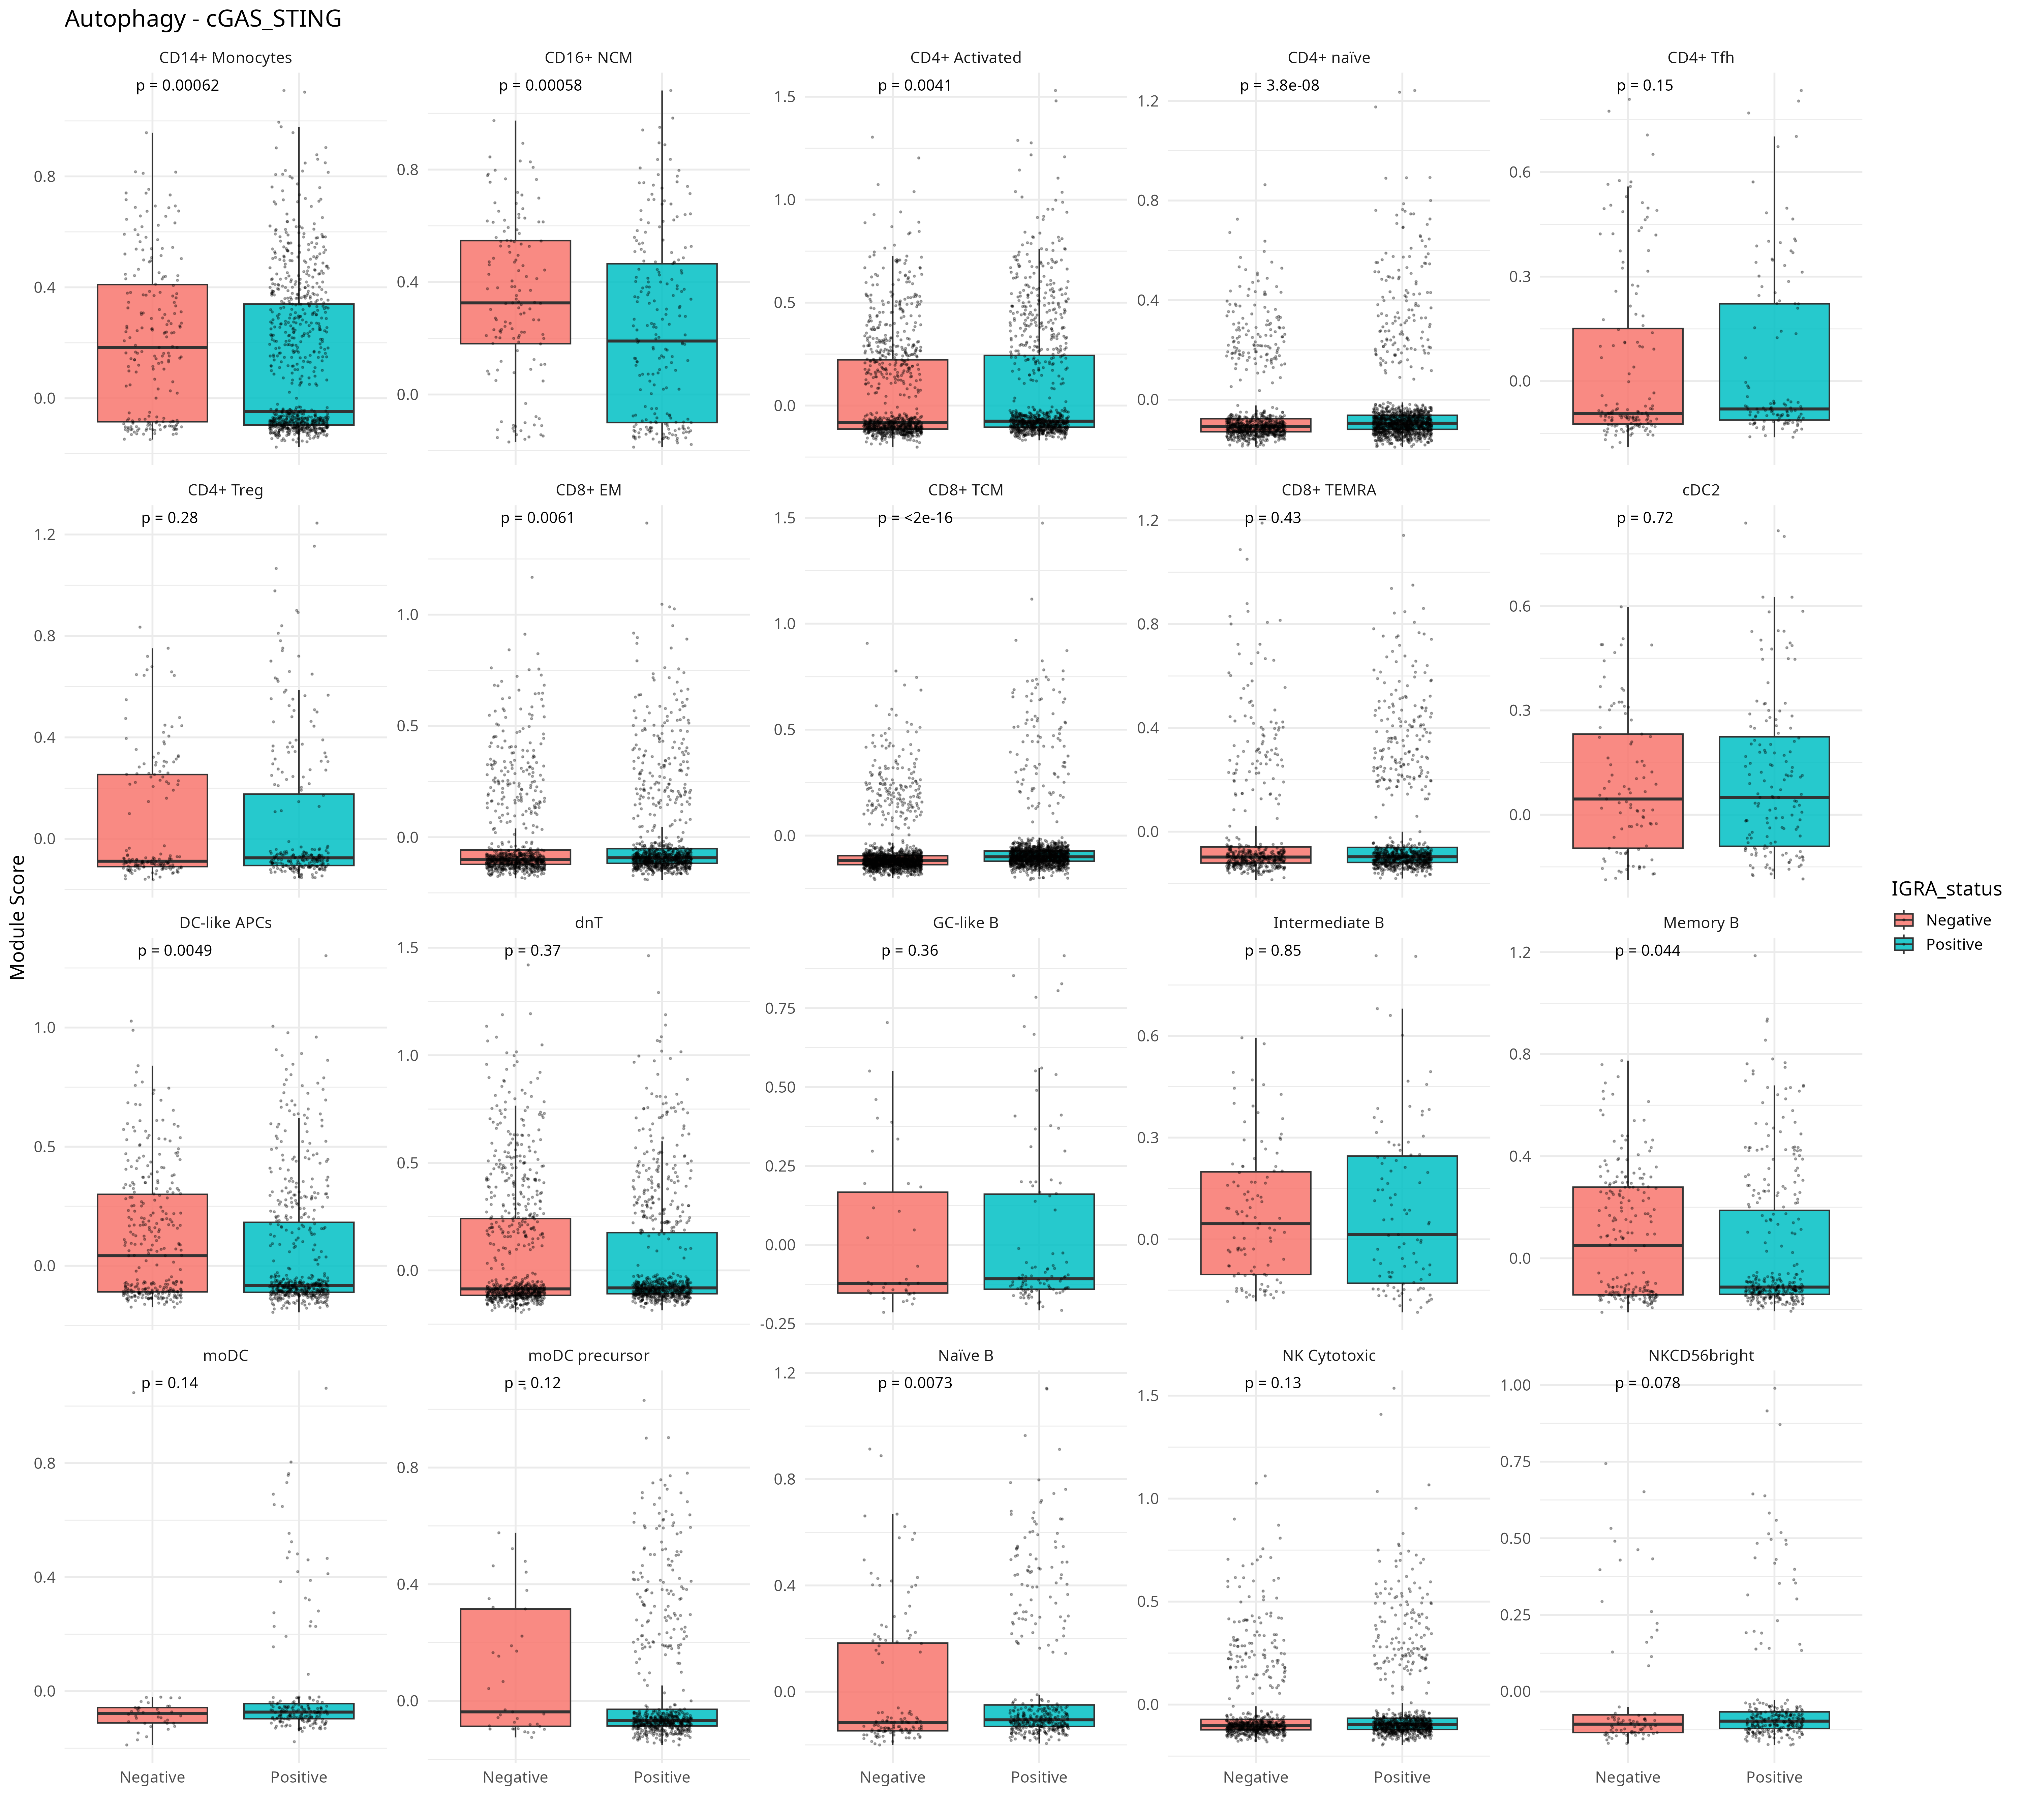 Autophagy - cGAS_STING
CD14+ Monocytes
CD16+ NCM
CD4+ Activated
CD4+ naïve
CD4+ Tfh
p = 0.00062
p = 0.00058
p = 0.0041
p = 3.8e-08
p = 0.15
0.8
0.4
0.0
0.8
0.4
0.0
1.5
1.0
0.5
0.0
1.2
0.8
0.4
0.0
0.6
0.3
0.0
CD4+ Treg
CD8+ EM
CD8+ TCM
CD8+ TEMRA
cDC2
p = 0.28
p = 0.0061
p = <2e-16
p = 0.43
p = 0.72
1.2
0.8
0.4
0.0
1.0
0.5
0.0
1.5
1.0
0.5
0.0
1.2
0.8
0.4
0.0
0.6
0.3
0.0
DC-like APCs
dnT
GC-like B
Intermediate B
Memory B
p = 0.0049
p = 0.37
p = 0.36
p = 0.85
p = 0.044
1.0
0.5
0.0
1.5
1.0
0.5
0.0
0.75
0.50
0.25
0.00
-0.25
0.6
0.3
0.0
1.2
0.8
0.4
0.0
moDC
moDC precursor
Naïve B
NK Cytotoxic
NKCD56bright
p = 0.14
p = 0.12
p = 0.0073
p = 0.13
p = 0.078
0.8
0.4
0.0
0.8
0.4
0.0
1.2
0.8
0.4
0.0
1.5
1.0
0.5
0.0
1.00
0.75
0.50
0.25
0.00
Negative
Positive
Negative
Positive
Negative
Positive
Negative
Positive
Negative
Positive
Module Score
IGRA_status
Negative
Positive